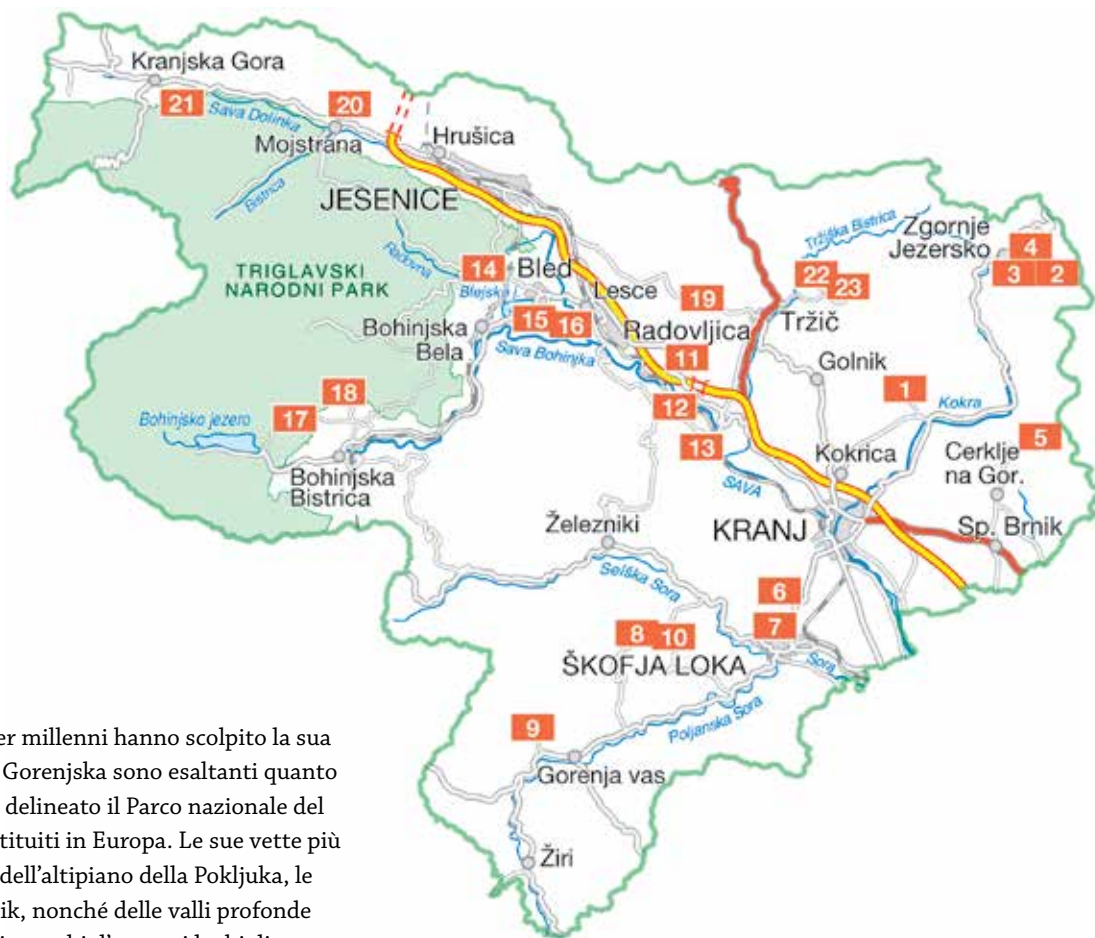 Kranjska Gora
21
Sava Dolinka
20
Mojstrana
Hrušica
Bistrica
JESENICE
Radovna
TRIGLAVSKI
NARODNI PARK
14
Bled
Blejsko
Lesce
15
16
Bohinjska
Bela
Radovljica
Sava Bohinjka
19
22
23
Tržič
Tržiška Bistrica
Zgornje
Jezersko
4
3
2
11
12
13
Golnik
1
Kokra
5
Cerklje
na Gor.
Kokrica
SAVA
KRANJ
Sp. Brnik
Bohinjsko jezero
17
18
Bohinjska
Bistrica
Železniki
Selška Sora
6
7
8
10
ŠKOFJA LOKA
Sora
Poljanska Sora
9
Gorenja vas
Žiri
er millenni hanno scolpito la sua
Gorenjska sono esaltanti quanto
delineato il Parco nazionale del
tituiti in Europa. Le sue vette più
dell'altipiano della Pokljuka, le
ik, nonché delle valli profonde